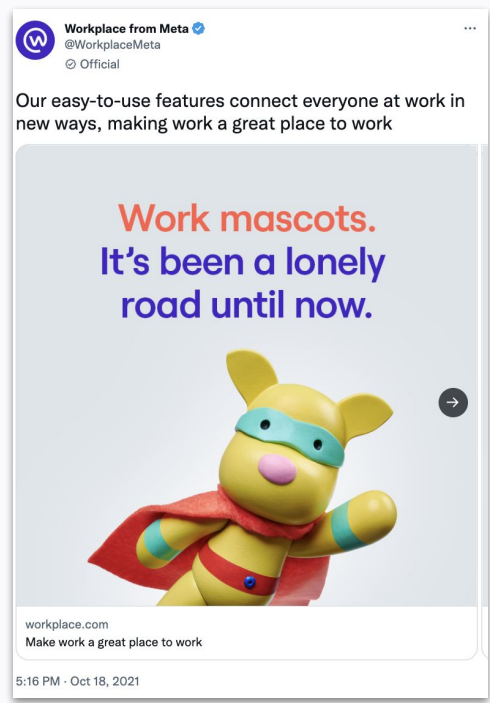 Workplace from Meta
@WorkplaceMeta
Official
Our easy-to-use features connect everyone at work in
new ways, making work a great place to work
Work mascots.
It's been a lonely
road until now.
workplace.com
Make work a great place to work
5:16 PM · Oct 18, 2021